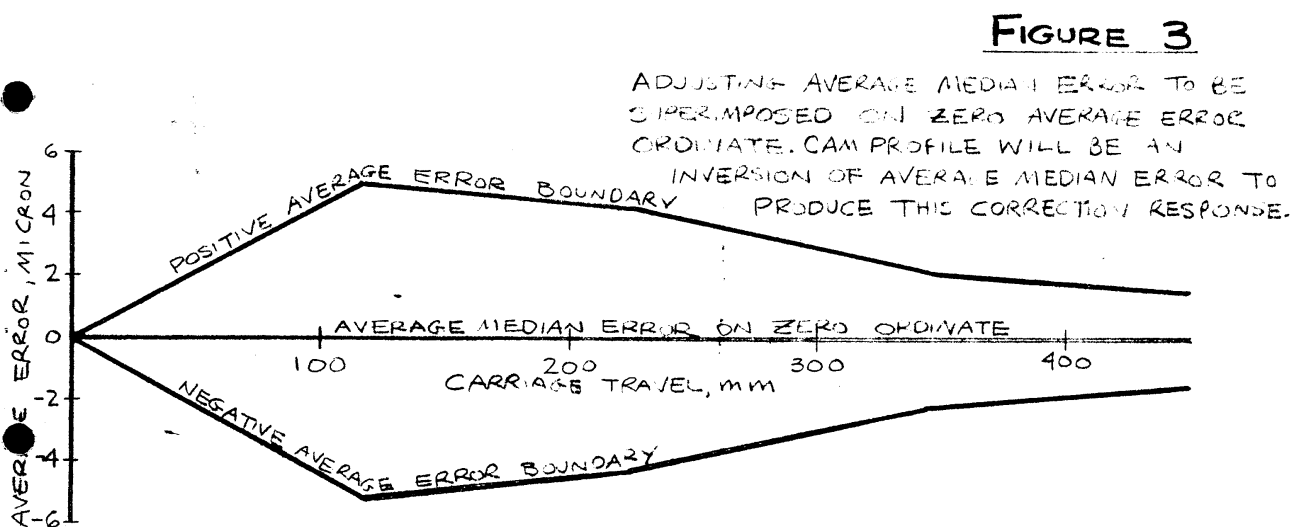 FIGURE 3
ADJUSTING AVERAGE MEDIAN ERROR TO BE
SUPERIMPOSED ON ZERO AVERAGE ERROR
ORDINATE. CAM PROFILE WILL BE AN
INVERSION OF AVERAGE MEDIAN ERROR TO
PRODUCE THIS CORRECTION RESPONSE.
AVERAGE ERROR, MICRON
6
4
2
0
-2
-4
-6
POSITIVE AVERAGE ERROR BOUNDARY
AVERAGE MEDIAN ERROR ON ZERO ORDINATE
100 200 300 400
CARRIAGE TRAVEL, mm
NEGATIVE AVERAGE ERROR BOUNDARY